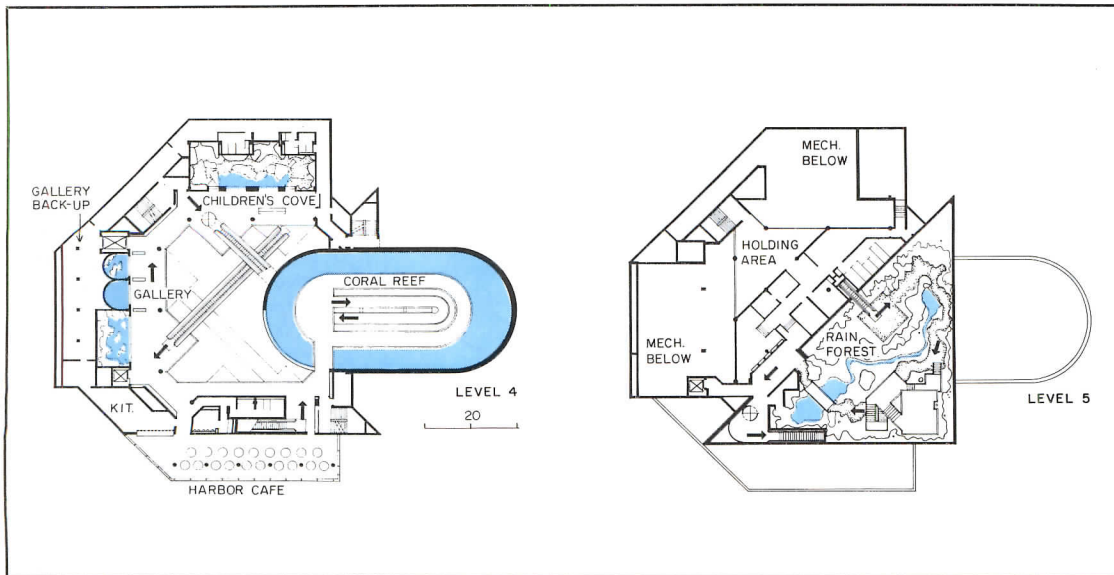 GALLERY
BACK-UP
CHILDREN'S COVE
GALLERY
CORAL REEF
KIT.
LEVEL 4
20
HARBOR CAFE
MECH.
BELOW
HOLDING
AREA
MECH.
BELOW
RAIN
FOREST
LEVEL 5